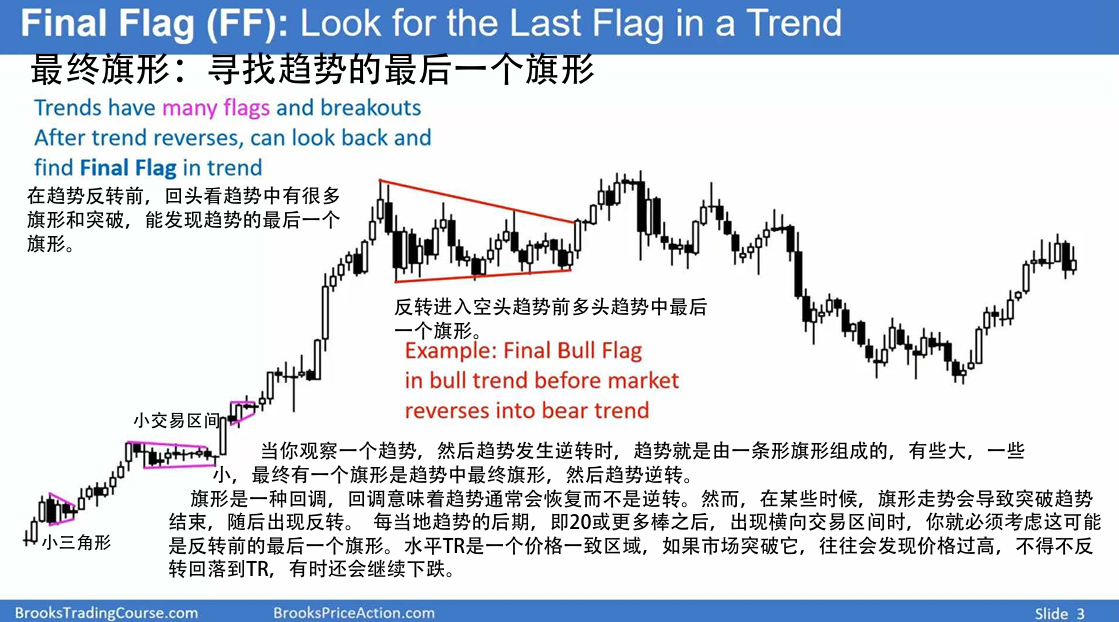 Final Flag (FF): Look for the Last Flag in a Trend
最终旗形：寻找趋势的最后一个旗形
Trends have many flags and breakouts
After trend reverses, can look back and
find Final Flag in trend
在趋势反转前，回头看趋势中有很多
旗形和突破，能发现趋势的最后一个
旗形。
反转进入空头趋势前多头趋势中最后
一个旗形。
Example: Final Bull Flag
in bull trend before market
reverses into bear trend
小交易区间
小三角形
当你观察一个趋势，然后趋势发生逆转时，趋势就是由一条形旗形组成的，有些大，一些
小，最终有一个旗形是趋势中最终旗形，然后趋势逆转。
旗形是一种回调，回调意味着趋势通常会恢复而不是逆转。然而，在某些时候，旗形走势会导致突破趋势
结束，随后出现反转。 每当地趋势的后期，即20或更多棒之后，出现横向交易区间时，你就必须考虑这可能
是反转前的最后一个旗形。水平TR是一个价格一致区域，如果市场突破它，往往会发现价格过高，不得不反
转回落到TR，有时还会继续下跌。
BrooksTradingCourse.com
BrooksPriceAction.com
Slide 3